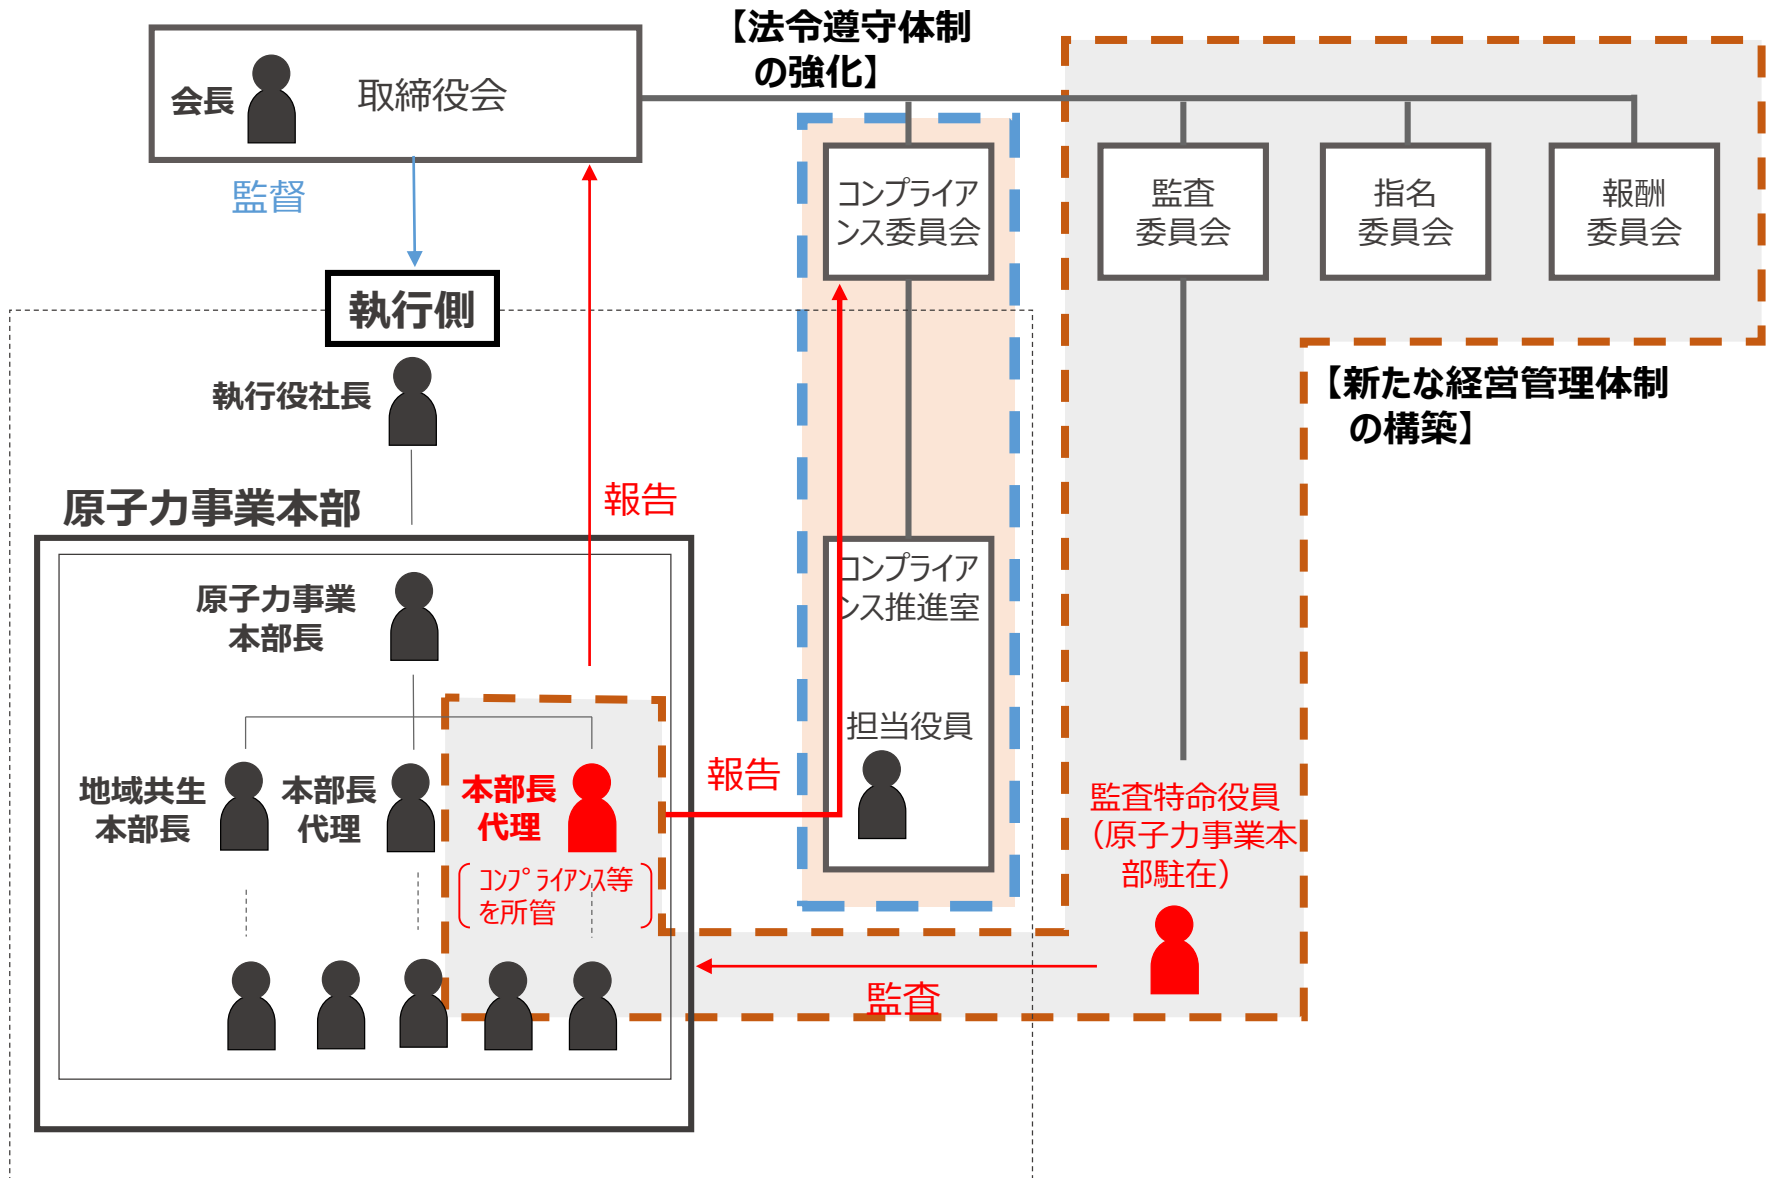 【法令遵守体制
の強化】
会長
取締役会
監督
コンプライア
ンス委員会
監査
委員会
指名
委員会
報酬
委員会
執行側
執行役社長
【新たな経営管理体制
の構築】
報告
原子力事業本部
コンプライア
ンス推進室
原子力事業
本部長
担当役員
報告
地域共生
本部長
本部長
代理
本部長
代理
コンプライアンス等
を所管
監査特命役員
（原子力事業本
部駐在）
監査